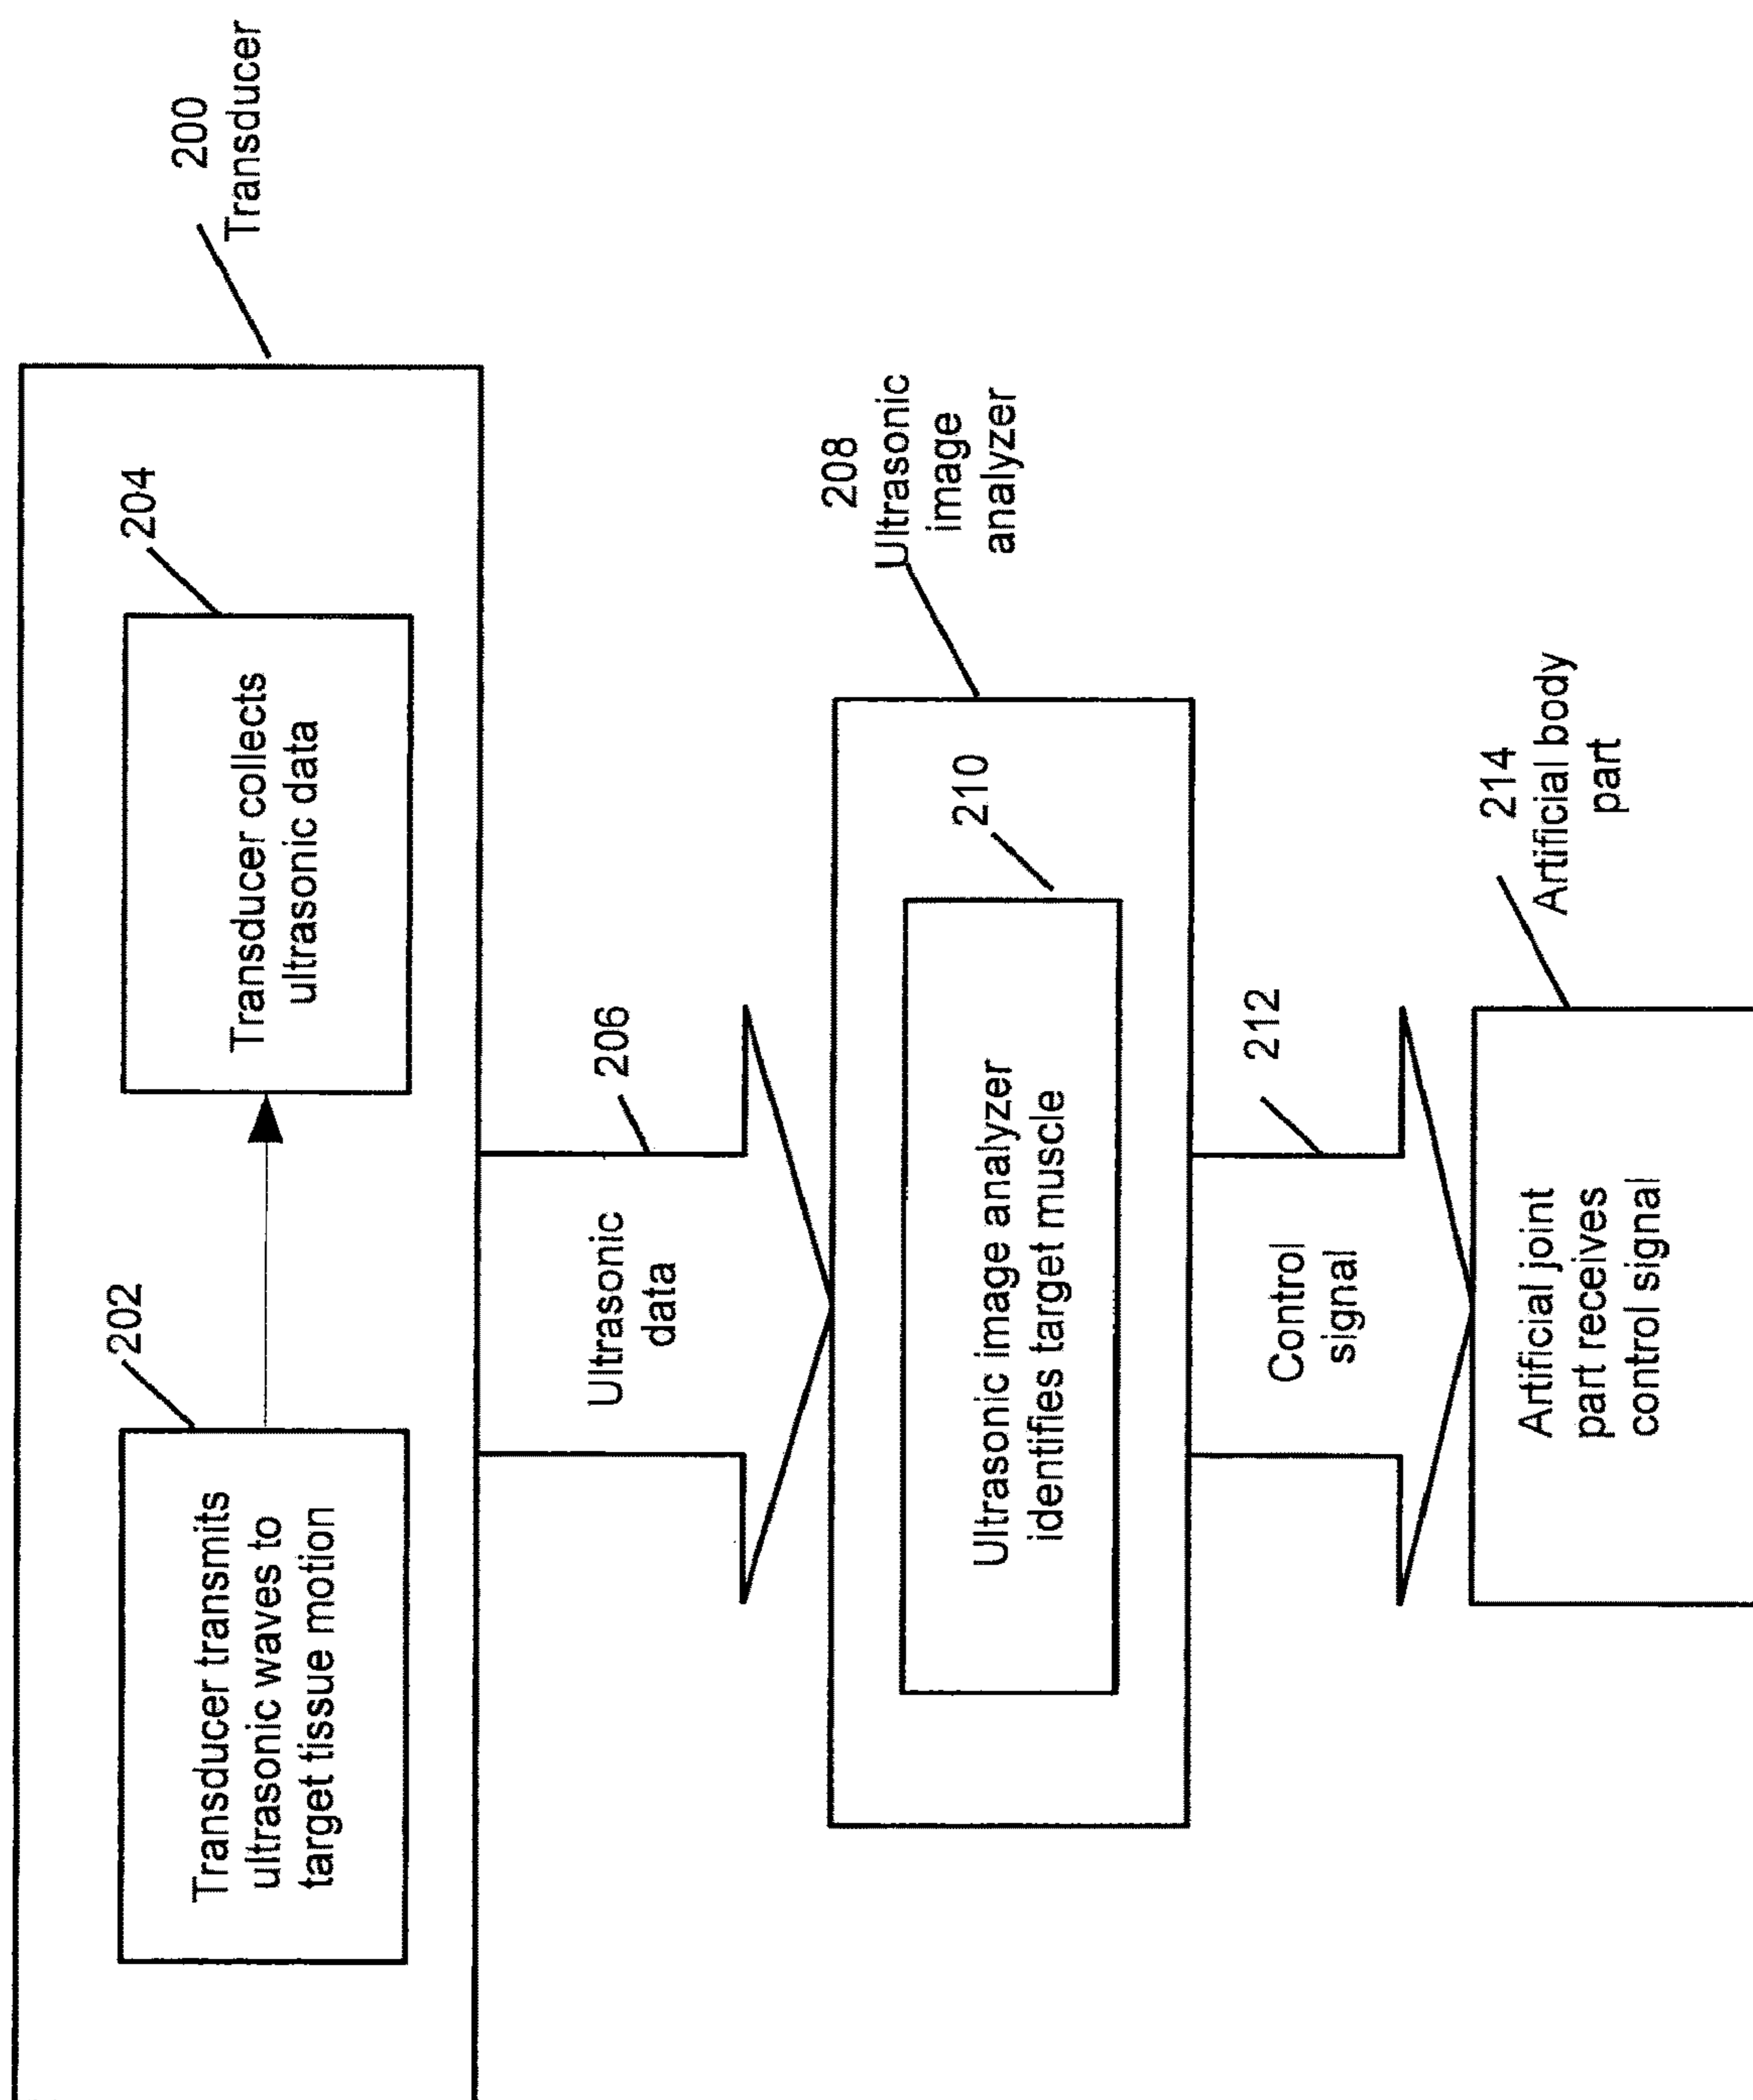 200
Transducer
202
Transducer transmits
ultrasonic waves to
target tissue motion
204
Transducer collects
ultrasonic data
206
Ultrasonic
data
208
Ultrasonic
image
analyzer
210
Ultrasonic image analyzer
identifies target muscle
212
Control
signal
214
Artificial body
part
Artificial joint
part receives
control signal